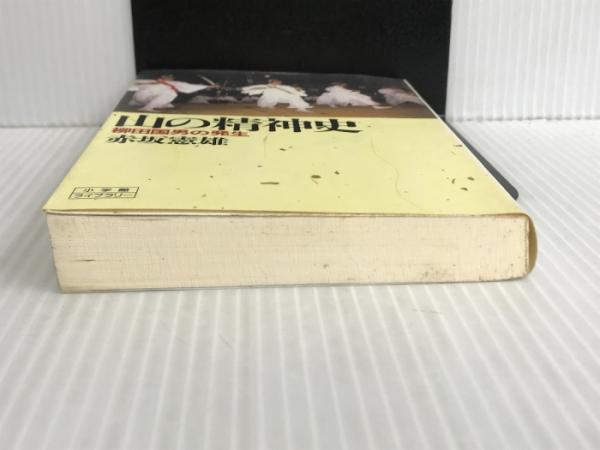 山の精神史
柳田国男の発生
赤坂憲雄
小学館
ライブラリー